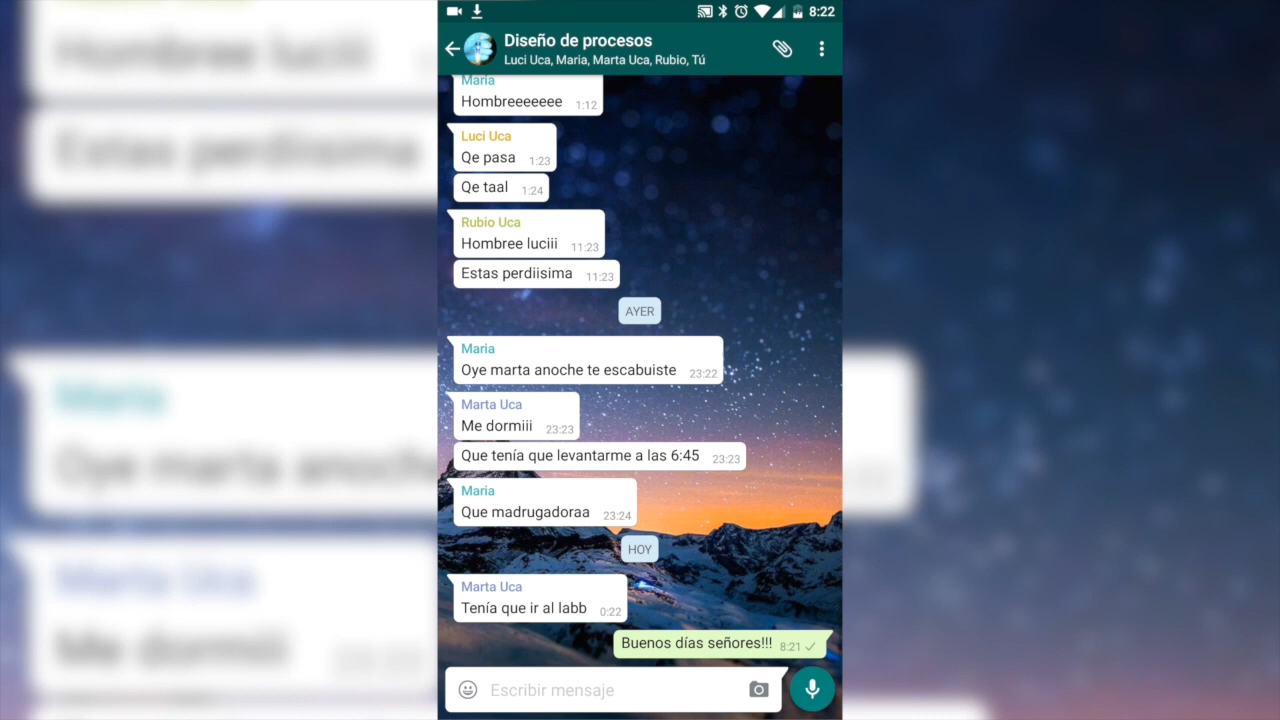 8:22
Diseño de procesos
Luci Uca, Maria, Marta Uca, Rubio, Tú
Maria
Hombreeeeeee 1:12
Luci Uca
Qe pasa 1:23
Qe taal 1:24
Rubio Uca
Hombree luciii 11:23
Estas perdiisima 11:23
AYER
Maria
Oye marta anoche te escabuiste 23:22
Marta Uca
Me dormiii 23:23
Que tenía que levantarme a las 6:45 23:23
Maria
Que madrugadoraa 23:24
HOY
Marta Uca
Tenía que ir al labb 0:22
Buenos días señores!!! 8:21
Escribir mensaje